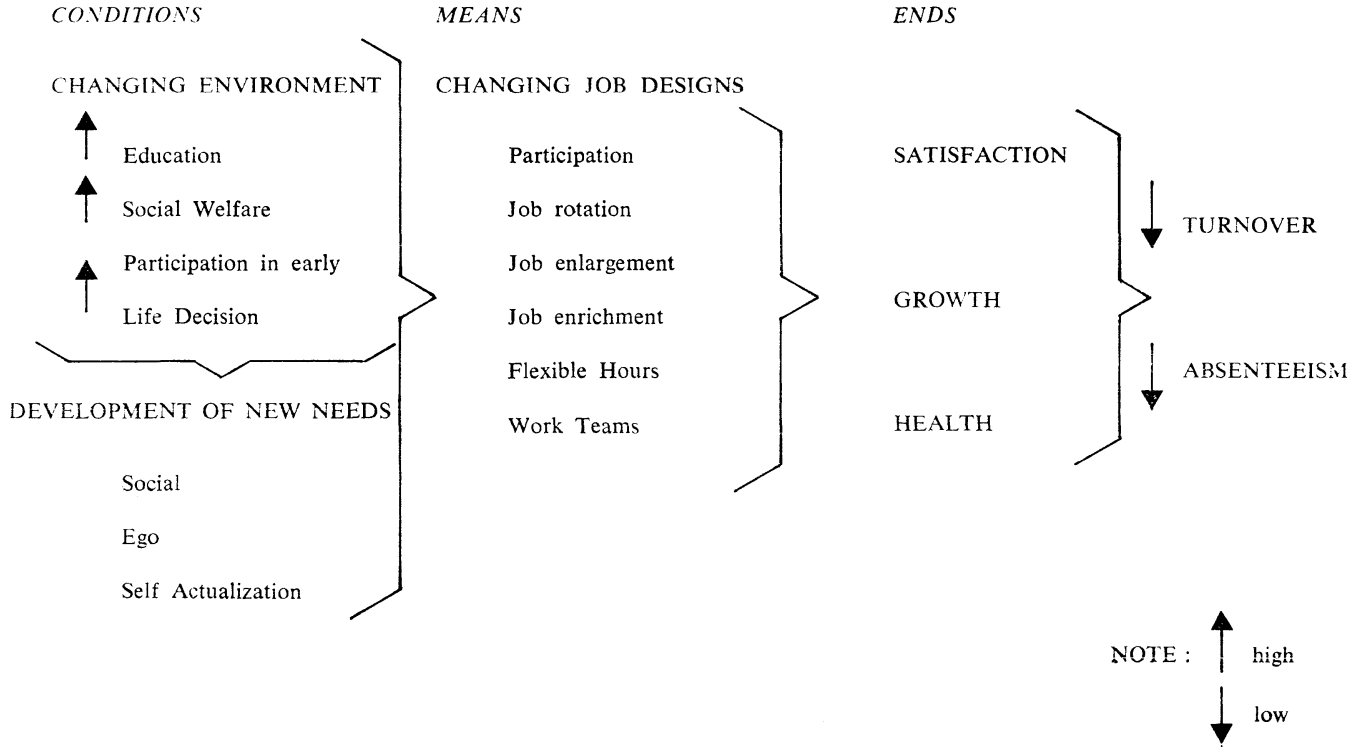 CONDITIONS
CHANGING ENVIRONMENT
Education
Social Welfare
Participation in early
Life Decision
DEVELOPMENT OF NEW NEEDS
Social
Ego
Self Actualization
MEANS
CHANGING JOB DESIGNS
Participation
Job rotation
Job enlargement
Job enrichment
Flexible Hours
Work Teams
ENDS
SATISFACTION
GROWTH
HEALTH
TURNOVER
ABSENTEEISM
NOTE :
high
low